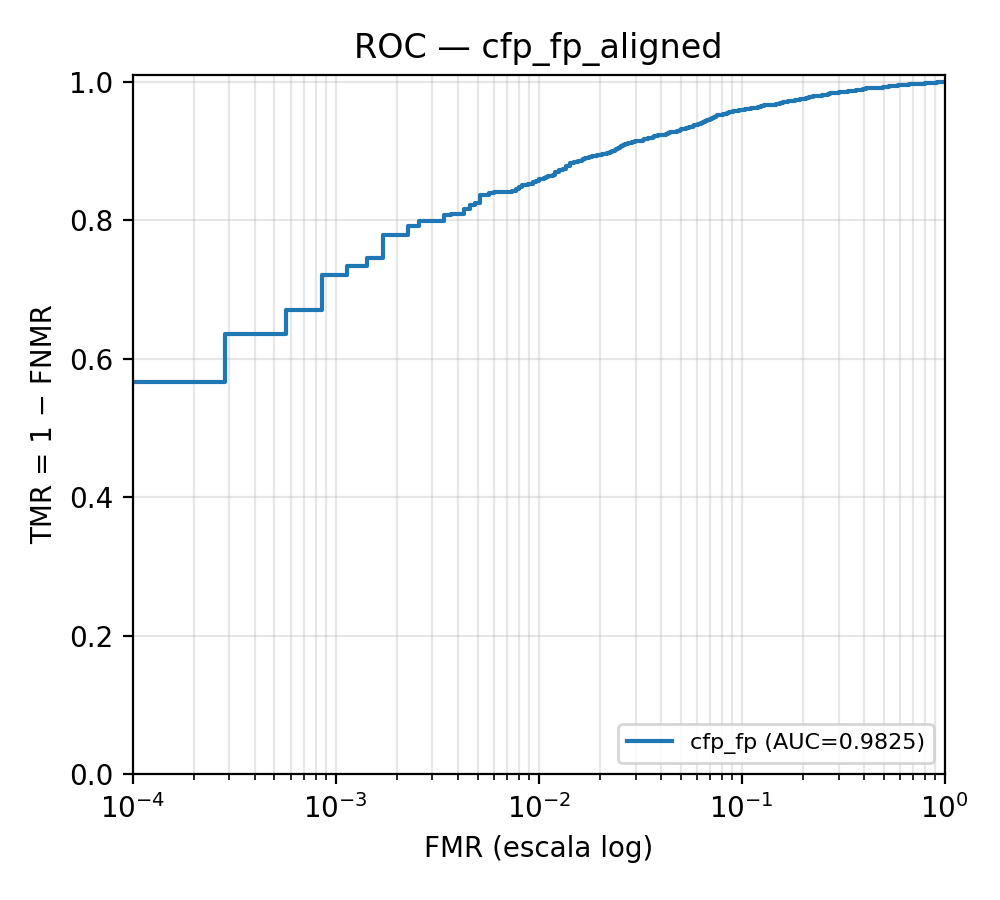 ROC — cfp_fp_aligned
TMR = 1 − FNMR
1.0
0.8
0.6
0.4
0.2
0.0
10⁻⁴ 10⁻³ 10⁻² 10⁻¹ 10⁰
FMR (escala log)
cfp_fp (AUC=0.9825)